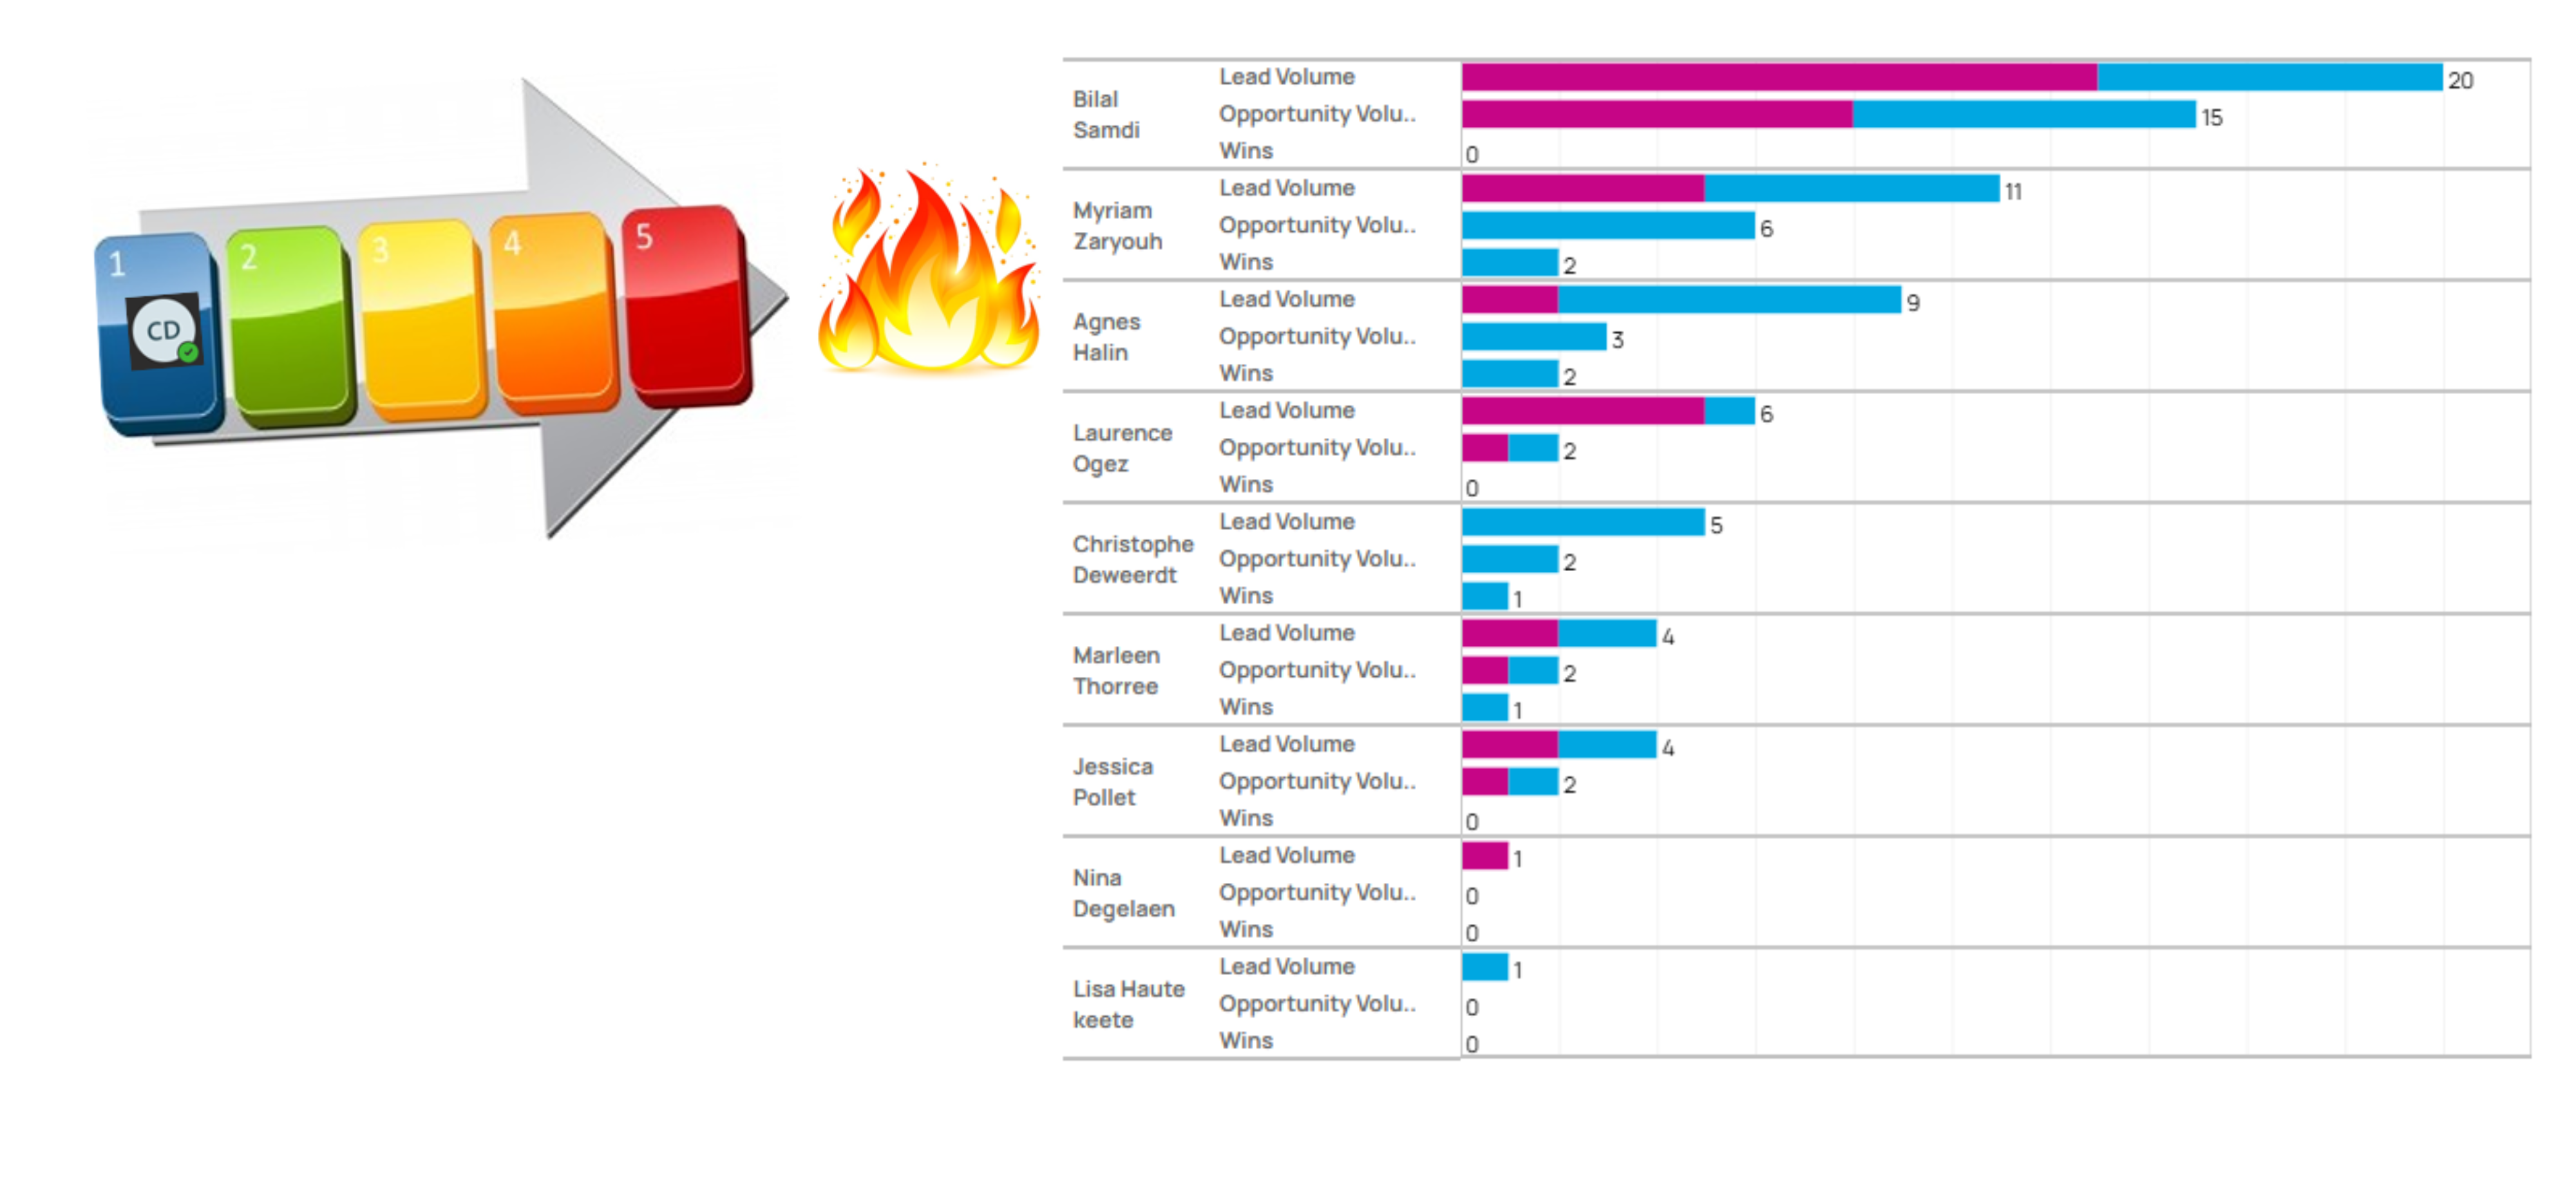 1
2
3
4
5
CD
Bilal
Samdi
Lead Volume
20
Opportunity Volu..
15
Wins
0
Myriam
Zaryouh
Lead Volume
11
Opportunity Volu..
6
Wins
2
Agnes
Halin
Lead Volume
9
Opportunity Volu..
3
Wins
2
Laurence
Ogez
Lead Volume
6
Opportunity Volu..
2
Wins
0
Christophe
Deweerdt
Lead Volume
5
Opportunity Volu..
2
Wins
1
Marleen
Thorree
Lead Volume
4
Opportunity Volu..
2
Wins
1
Jessica
Pollet
Lead Volume
4
Opportunity Volu..
2
Wins
0
Nina
Degelaen
Lead Volume
1
Opportunity Volu..
0
Wins
0
Lisa Haute
keete
Lead Volume
1
Opportunity Volu..
0
Wins
0